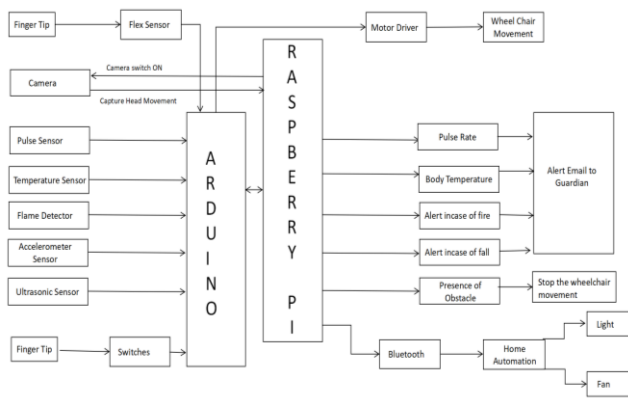 Finger Tip
Flex Sensor
Motor Driver
Wheel Chair
Movement
Camera switch ON
Camera
Capture Head Movement
Pulse Sensor
Temperature Sensor
Flame Detector
Accelerometer
Sensor
Ultrasonic Sensor
Finger Tip
Switches
ARDUINO
RASPBERRY PI
Pulse Rate
Body Temperature
Alert incase of fire
Alert incase of fall
Alert Email to
Guardian
Presence of
Obstacle
Stop the wheelchair
movement
Bluetooth
Home
Automation
Light
Fan